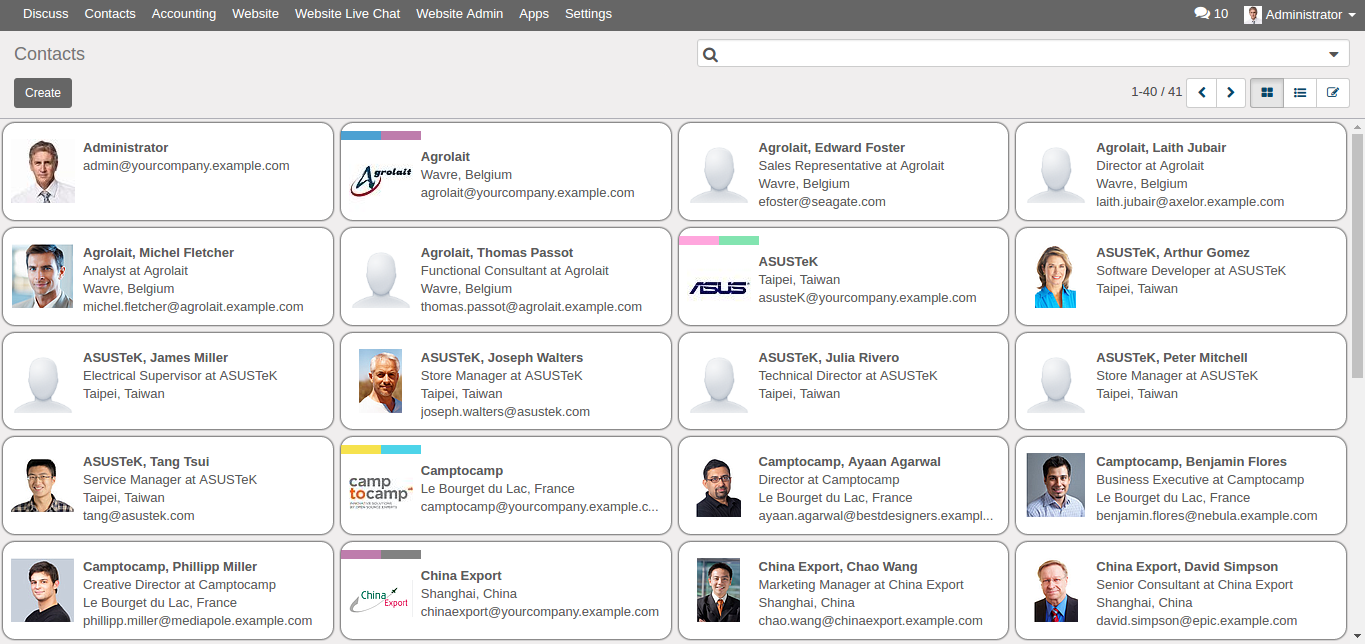 Discuss Contacts Accounting Website Website Live Chat Website Admin Apps Settings 10 Administrator
Contacts
Create
1-40 / 41
Administrator
admin@yourcompany.example.com
Agrolait
Agrolait
Wavre, Belgium
agrolait@yourcompany.example.com
Agrolait, Edward Foster
Sales Representative at Agrolait
Wavre, Belgium
efoster@seagate.com
Agrolait, Laith Jubair
Director at Agrolait
Wavre, Belgium
laith.jubair@axelor.example.com
Agrolait, Michel Fletcher
Analyst at Agrolait
Wavre, Belgium
michel.fletcher@agrolait.example.com
Agrolait, Thomas Passot
Functional Consultant at Agrolait
Wavre, Belgium
thomas.passot@agrolait.example.com
ASUS
ASUSTeK
Taipei, Taiwan
asusteK@yourcompany.example.com
ASUSTeK, Arthur Gomez
Software Developer at ASUSTeK
Taipei, Taiwan
ASUSTeK, James Miller
Electrical Supervisor at ASUSTeK
Taipei, Taiwan
ASUSTeK, Joseph Walters
Store Manager at ASUSTeK
Taipei, Taiwan
joseph.walters@asustek.com
ASUSTeK, Julia Rivero
Technical Director at ASUSTeK
Taipei, Taiwan
ASUSTeK, Peter Mitchell
Store Manager at ASUSTeK
Taipei, Taiwan
ASUSTeK, Tang Tsui
Service Manager at ASUSTeK
Taipei, Taiwan
tang@asustek.com
camp
tocamp
INNOVATIVE SOLUTIONS
BY OPEN SOURCE EXPERTS
Camptocamp
Le Bourget du Lac, France
camptocamp@yourcompany.example.c...
Camptocamp, Ayaan Agarwal
Director at Camptocamp
Le Bourget du Lac, France
ayaan.agarwal@bestdesigners.exampl...
Camptocamp, Benjamin Flores
Business Executive at Camptocamp
Le Bourget du Lac, France
benjamin.flores@nebula.example.com
Camptocamp, Phillipp Miller
Creative Director at Camptocamp
Le Bourget du Lac, France
phillipp.miller@mediapole.example.com
China
Export
China Export
Shanghai, China
chinaexport@yourcompany.example.com
China Export, Chao Wang
Marketing Manager at China Export
Shanghai, China
chao.wang@chinaexport.example.com
China Export, David Simpson
Senior Consultant at China Export
Shanghai, China
david.simpson@epic.example.com